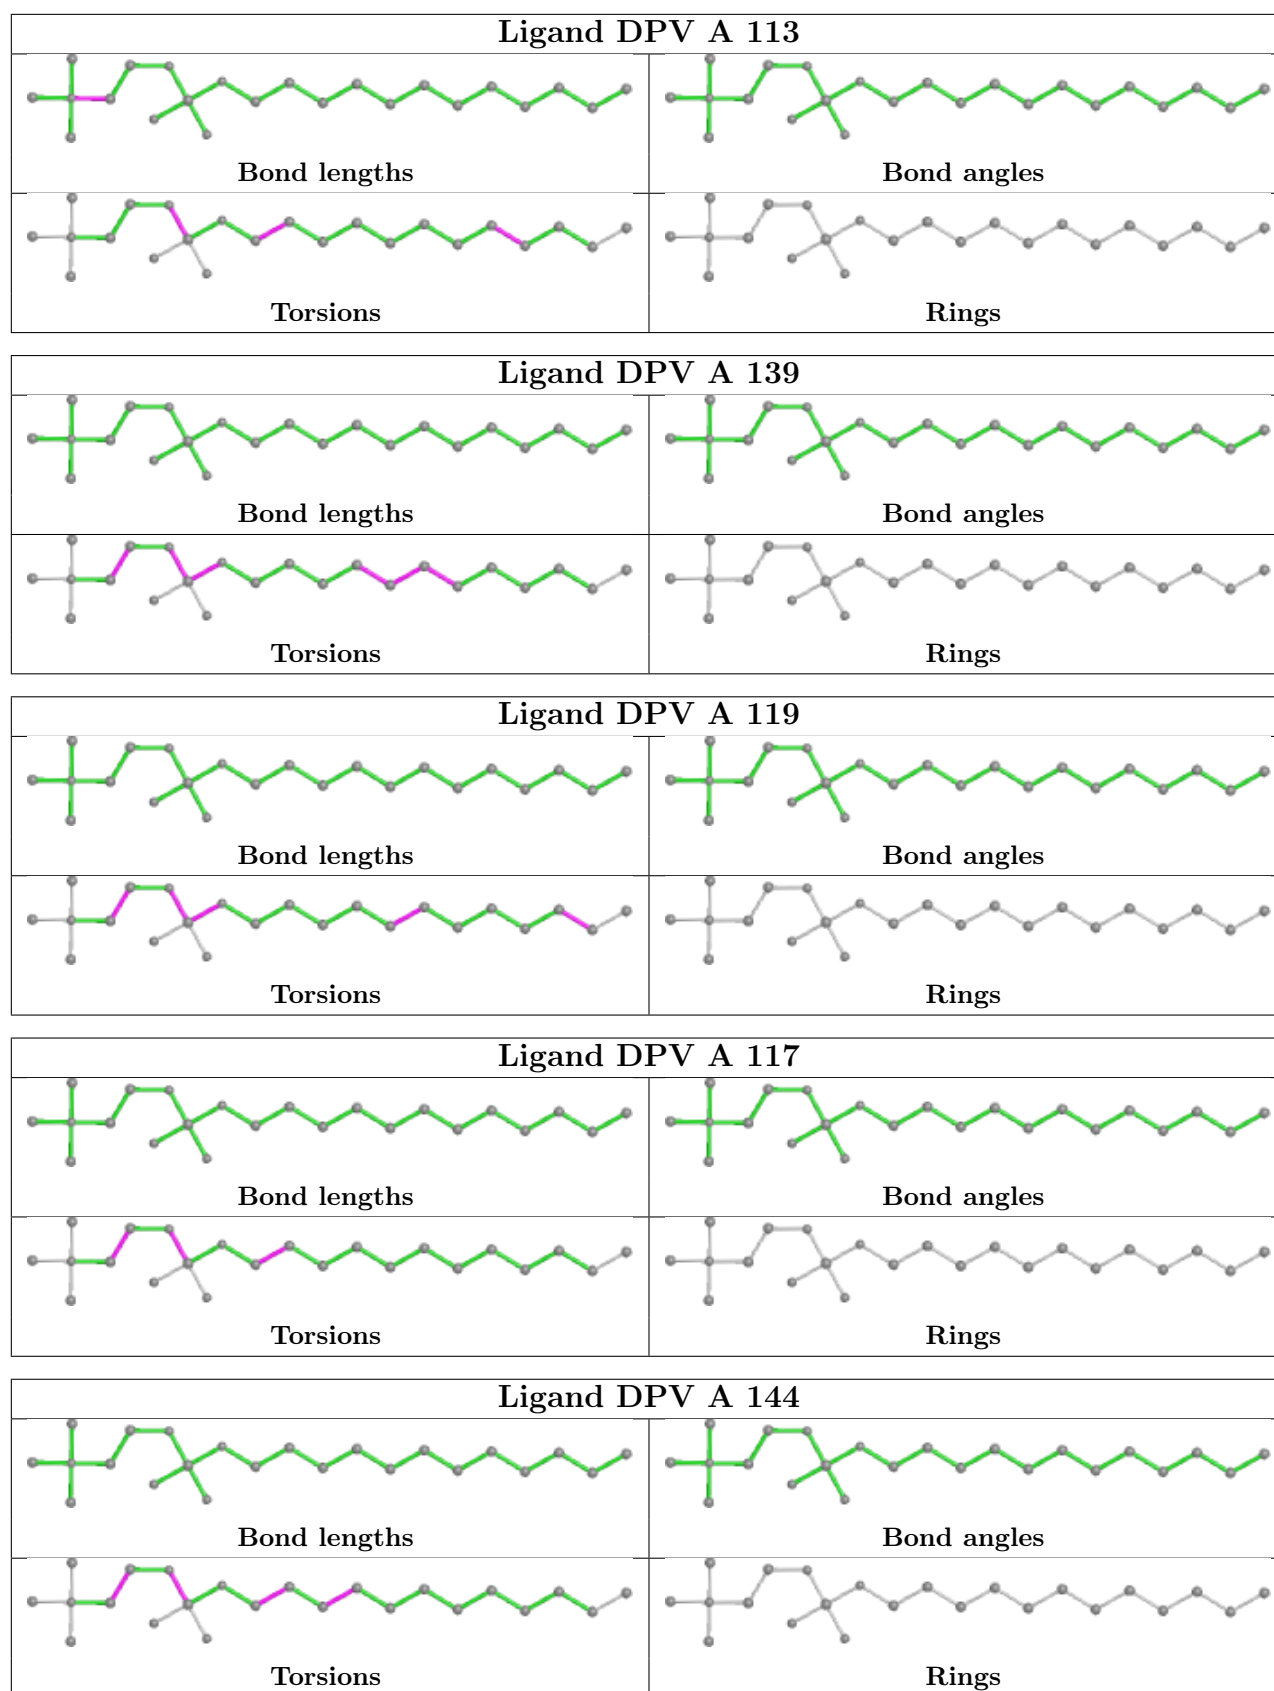 Ligand DPV A 113
Bond lengths
Bond angles
Torsions
Rings
Ligand DPV A 139
Bond lengths
Bond angles
Torsions
Rings
Ligand DPV A 119
Bond lengths
Bond angles
Torsions
Rings
Ligand DPV A 117
Bond lengths
Bond angles
Torsions
Rings
Ligand DPV A 144
Bond lengths
Bond angles
Torsions
Rings